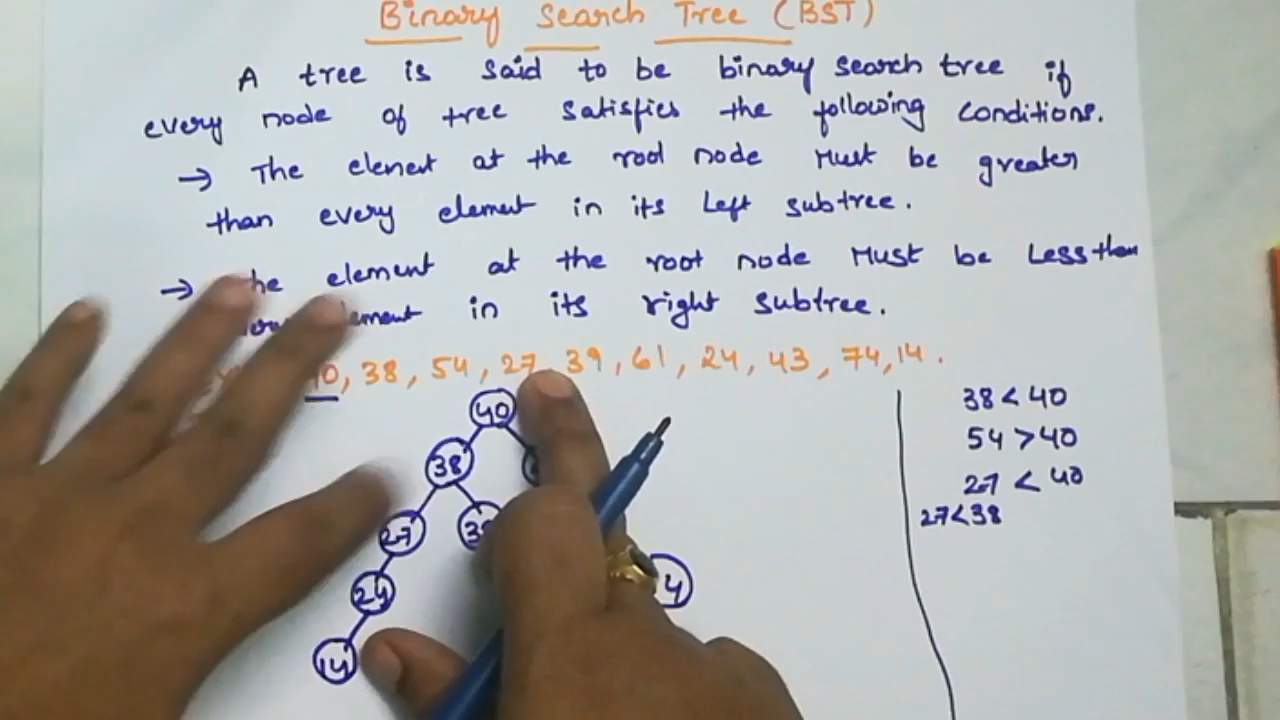 Binary Search Tree (BST)
A tree is said to be binary search tree if
every node of tree satisfies the following conditions.
→ The elenent at the root node Must be greater
than every element in its Left subtree.
→ element at the root node Must be Less than
in its right subtree.
38, 54, 27, 39, 61, 24, 43, 74, 14.
40
38
27
24
14
38 < 40
54 > 40
27 < 40
27 < 38